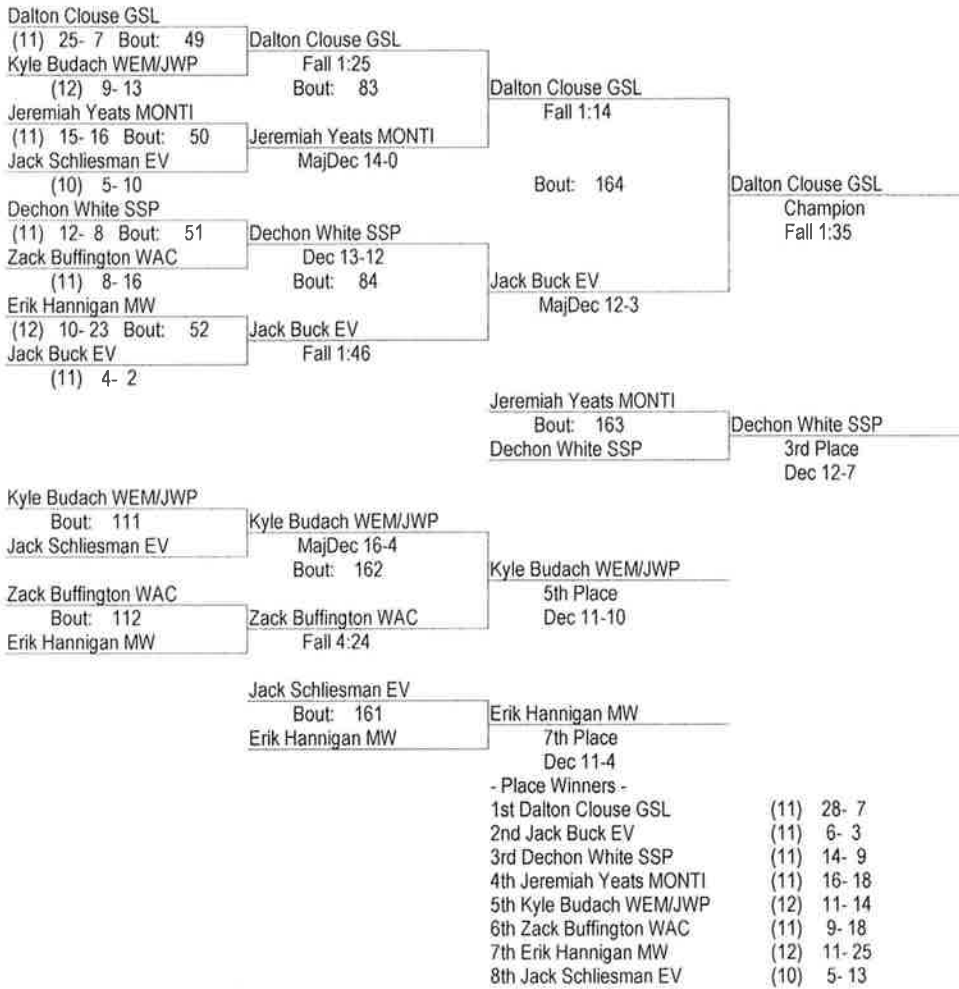 Dalton Clouse GSL
(11) 25- 7 Bout: 49
Kyle Budach WEM/JWP
(12) 9- 13
Jeremiah Yeats MONTI
(11) 15- 16 Bout: 50
Jack Schliesman EV
(10) 5- 10
Dechon White SSP
(11) 12- 8 Bout: 51
Zack Buffington WAC
(11) 8- 16
Erik Hannigan MW
(12) 10- 23 Bout: 52
Jack Buck EV
(11) 4- 2
Dalton Clouse GSL
Fall 1:25
Bout: 83
Jeremiah Yeats MONTI
MajDec 14-0
Dechon White SSP
Dec 13-12
Bout: 84
Jack Buck EV
Fall 1:46
Dalton Clouse GSL
Fall 1:14
Bout: 164
Jack Buck EV
MajDec 12-3
Dalton Clouse GSL
Champion
Fall 1:35
Jeremiah Yeats MONTI
Bout: 163
Dechon White SSP
Dechon White SSP
3rd Place
Dec 12-7
Kyle Budach WEM/JWP
Bout: 111
Jack Schliesman EV
Zack Buffington WAC
Bout: 112
Erik Hannigan MW
Kyle Budach WEM/JWP
MajDec 16-4
Bout: 162
Zack Buffington WAC
Fall 4:24
Kyle Budach WEM/JWP
5th Place
Dec 11-10
Jack Schliesman EV
Bout: 161
Erik Hannigan MW
Erik Hannigan MW
7th Place
Dec 11-4
- Place Winners -
1st Dalton Clouse GSL (11) 28- 7
2nd Jack Buck EV (11) 6- 3
3rd Dechon White SSP (11) 14- 9
4th Jeremiah Yeats MONTI (11) 16- 18
5th Kyle Budach WEM/JWP (12) 11- 14
6th Zack Buffington WAC (11) 9- 18
7th Erik Hannigan MW (12) 11- 25
8th Jack Schliesman EV (10) 5- 13